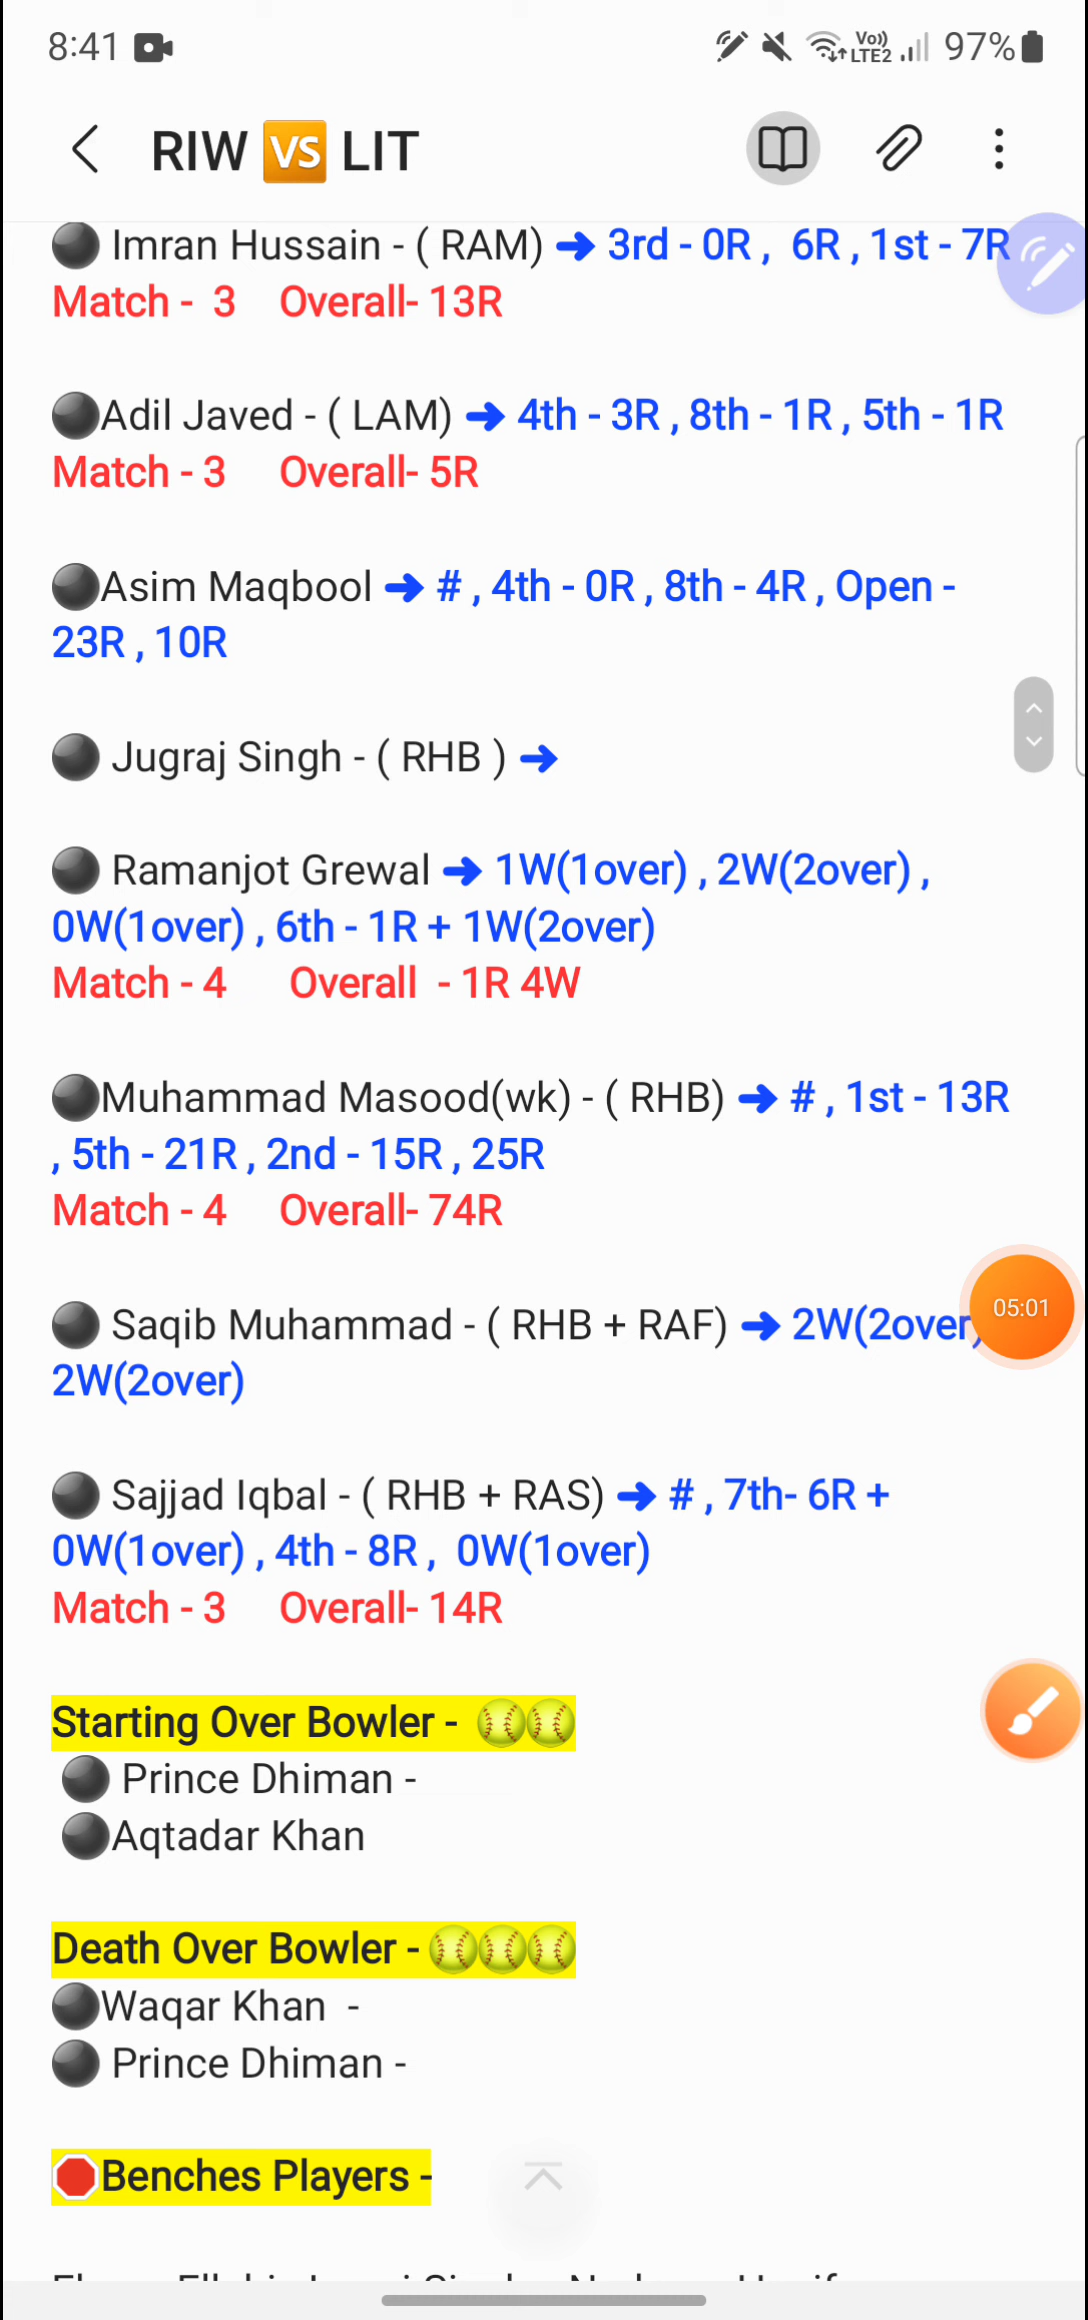 8:41 Vo)) LTE2 97%
RIW VS LIT
Imran Hussain - ( RAM) ➔ 3rd - 0R , 6R , 1st - 7R
Match - 3 Overall- 13R
Adil Javed - ( LAM) ➔ 4th - 3R , 8th - 1R , 5th - 1R
Match - 3 Overall- 5R
Asim Maqbool ➔ # , 4th - 0R , 8th - 4R , Open -
23R , 10R
Jugraj Singh - ( RHB ) ➔
Ramanjot Grewal ➔ 1W(1over) , 2W(2over) ,
0W(1over) , 6th - 1R + 1W(2over)
Match - 4 Overall - 1R 4W
Muhammad Masood(wk) - ( RHB) ➔ # , 1st - 13R
, 5th - 21R , 2nd - 15R , 25R
Match - 4 Overall- 74R
05:01
Saqib Muhammad - ( RHB + RAF) ➔ 2W(2over)
2W(2over)
Sajjad Iqbal - ( RHB + RAS) ➔ # , 7th- 6R +
0W(1over) , 4th - 8R , 0W(1over)
Match - 3 Overall- 14R
Starting Over Bowler -
Prince Dhiman -
Aqtadar Khan
Death Over Bowler -
Waqar Khan -
Prince Dhiman -
Benches Players -